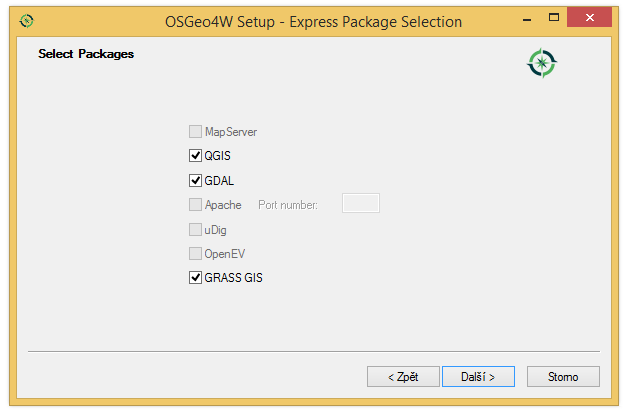 OSGeo4W Setup - Express Package Selection
Select Packages
MapServer
QGIS
GDAL
Apache Port number:
uDig
OpenEV
GRASS GIS
< Zpět Další > Storno